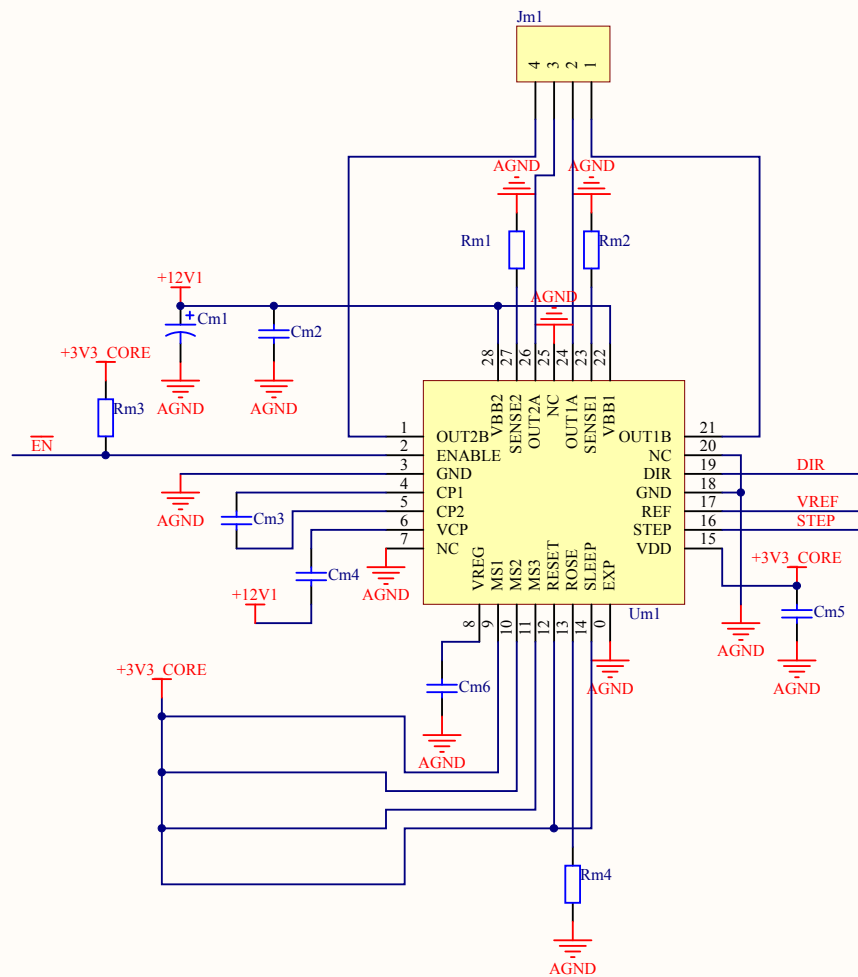 Jm1
4 3 2 1
AGND AGND
Rm1 Rm2
+12V1
AGND
Cm1 Cm2
+3V3_CORE
AGND AGND
Rm3
28 27 26 25 24 23 22
VBB2 SENSE2 OUT2A NC OUT1A SENSE1 VBB1
EN
1 OUT2B OUT1B 21
2 ENABLE NC 20
3 GND DIR 19 DIR
4 CP1 GND 18
5 CP2 REF 17 VREF
6 VCP STEP 16 STEP
7 NC VDD 15
AGND
Cm3
Cm4
AGND
+12V1
+3V3_CORE
Cm5
VREG MS1 MS2 MS3 RESET ROSE SLEEP EXP
Um1
8 9 10 11 12 13 14 0
AGND
AGND
+3V3_CORE
Cm6
AGND
AGND
Rm4
AGND